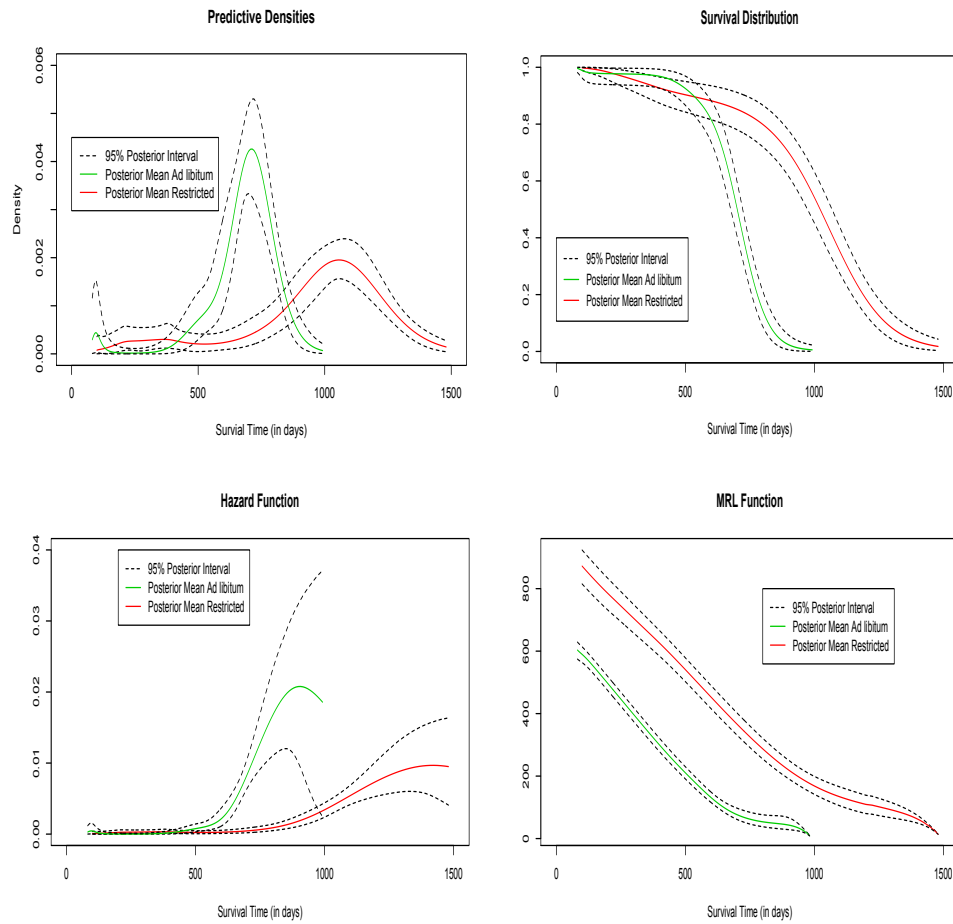 Predictive Densities
Density
0.000 0.002 0.004 0.006
95% Posterior Interval
Posterior Mean Ad libitum
Posterior Mean Restricted
0 500 1000 1500
Survial Time (in days)
Survival Distribution
0.0 0.2 0.4 0.6 0.8 1.0
95% Posterior Interval
Posterior Mean Ad libitum
Posterior Mean Restricted
0 500 1000 1500
Survival Time (in days)
Hazard Function
0.00 0.01 0.02 0.03 0.04
95% Posterior Interval
Posterior Mean Ad libitum
Posterior Mean Restricted
0 500 1000 1500
Survival Time (in days)
MRL Function
0 200 400 600 800
95% Posterior Interval
Posterior Mean Ad libitum
Posterior Mean Restricted
0 500 1000 1500
Survival Time (in days)